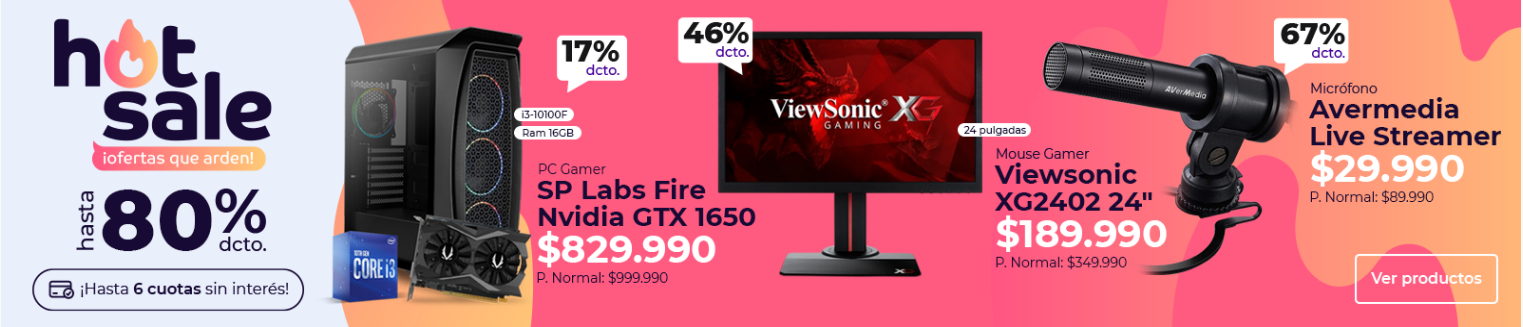 hot
sale
¡ofertas que arden!
hasta
80%
dcto.
¡Hasta 6 cuotas sin interés!
17%
dcto.
i3-10100F
Ram 16GB
10TH GEN
CORE i3
PC Gamer
SP Labs Fire
Nvidia GTX 1650
$829.990
P. Normal: $999.990
46%
dcto.
ViewSonic® XG
GAMING
XG
24 pulgadas
Mouse Gamer
Viewsonic
XG2402 24"
$189.990
P. Normal: $349.990
AVerMedia
67%
dcto.
Micrófono
Avermedia
Live Streamer
$29.990
P. Normal: $89.990
Ver productos